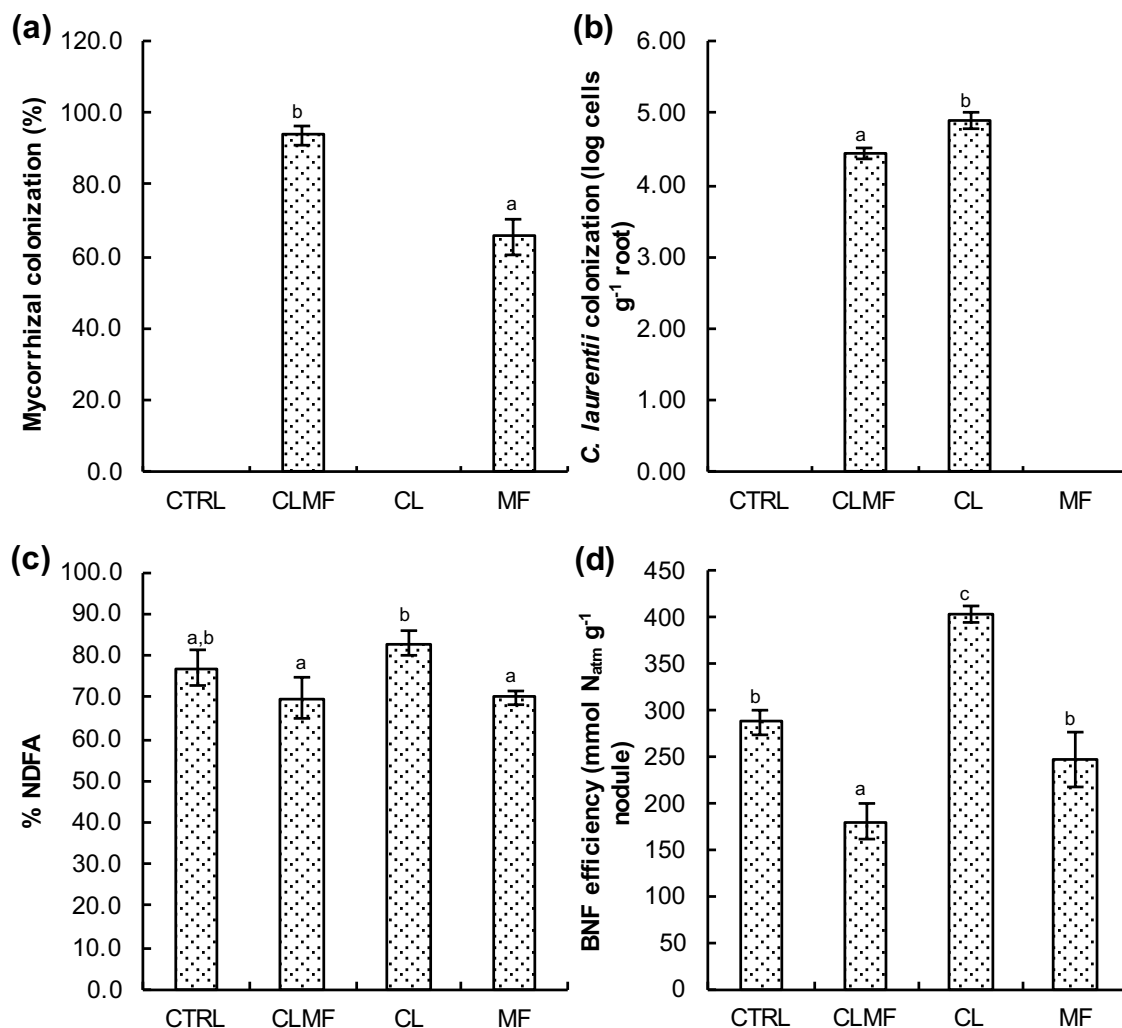 (a)
Mycorrhizal colonization (%)
120.0
100.0
80.0
60.0
40.0
20.0
0.0
b
a
CTRL CLMF CL MF
(b)
C. laurentii colonization (log cells
g-1 root)
6.00
5.00
4.00
3.00
2.00
1.00
0.00
a
b
CTRL CLMF CL MF
(c)
% NDFA
100.0
90.0
80.0
70.0
60.0
50.0
40.0
30.0
20.0
10.0
0.0
a,b
a
b
a
CTRL CLMF CL MF
(d)
BNF efficiency (mmol Natm g-1
nodule)
450
400
350
300
250
200
150
100
50
0
b
a
c
b
CTRL CLMF CL MF